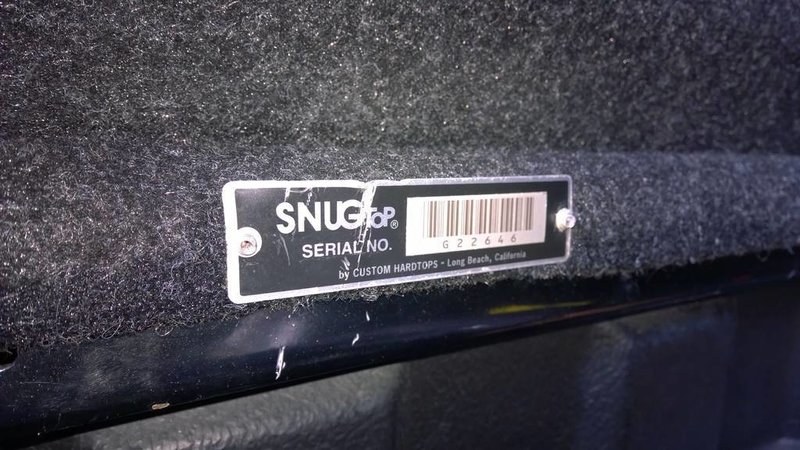 SNUGTOP®
SERIAL NO.
G22646
by CUSTOM HARDTOPS - Long Beach, California